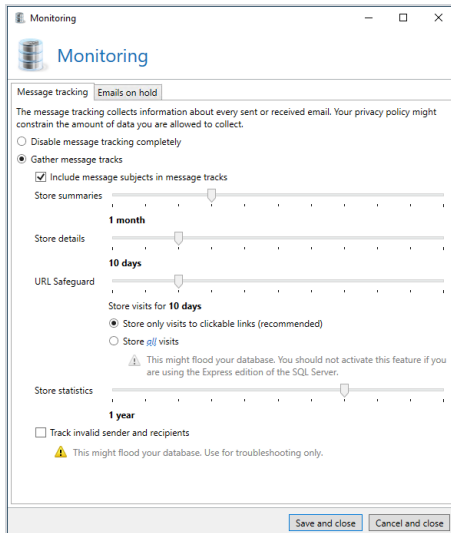 Monitoring
Monitoring
Message tracking
Emails on hold
The message tracking collects information about every sent or received email. Your privacy policy might
constrain the amount of data you are allowed to collect.
Disable message tracking completely
Gather message tracks
Include message subjects in message tracks
Store summaries
1 month
Store details
10 days
URL Safeguard
Store visits for 10 days
Store only visits to clickable links (recommended)
Store all visits
This might flood your database. You should not activate this feature if you
are using the Express edition of the SQL Server.
Store statistics
1 year
Track invalid sender and recipients
This might flood your database. Use for troubleshooting only.
Save and close
Cancel and close